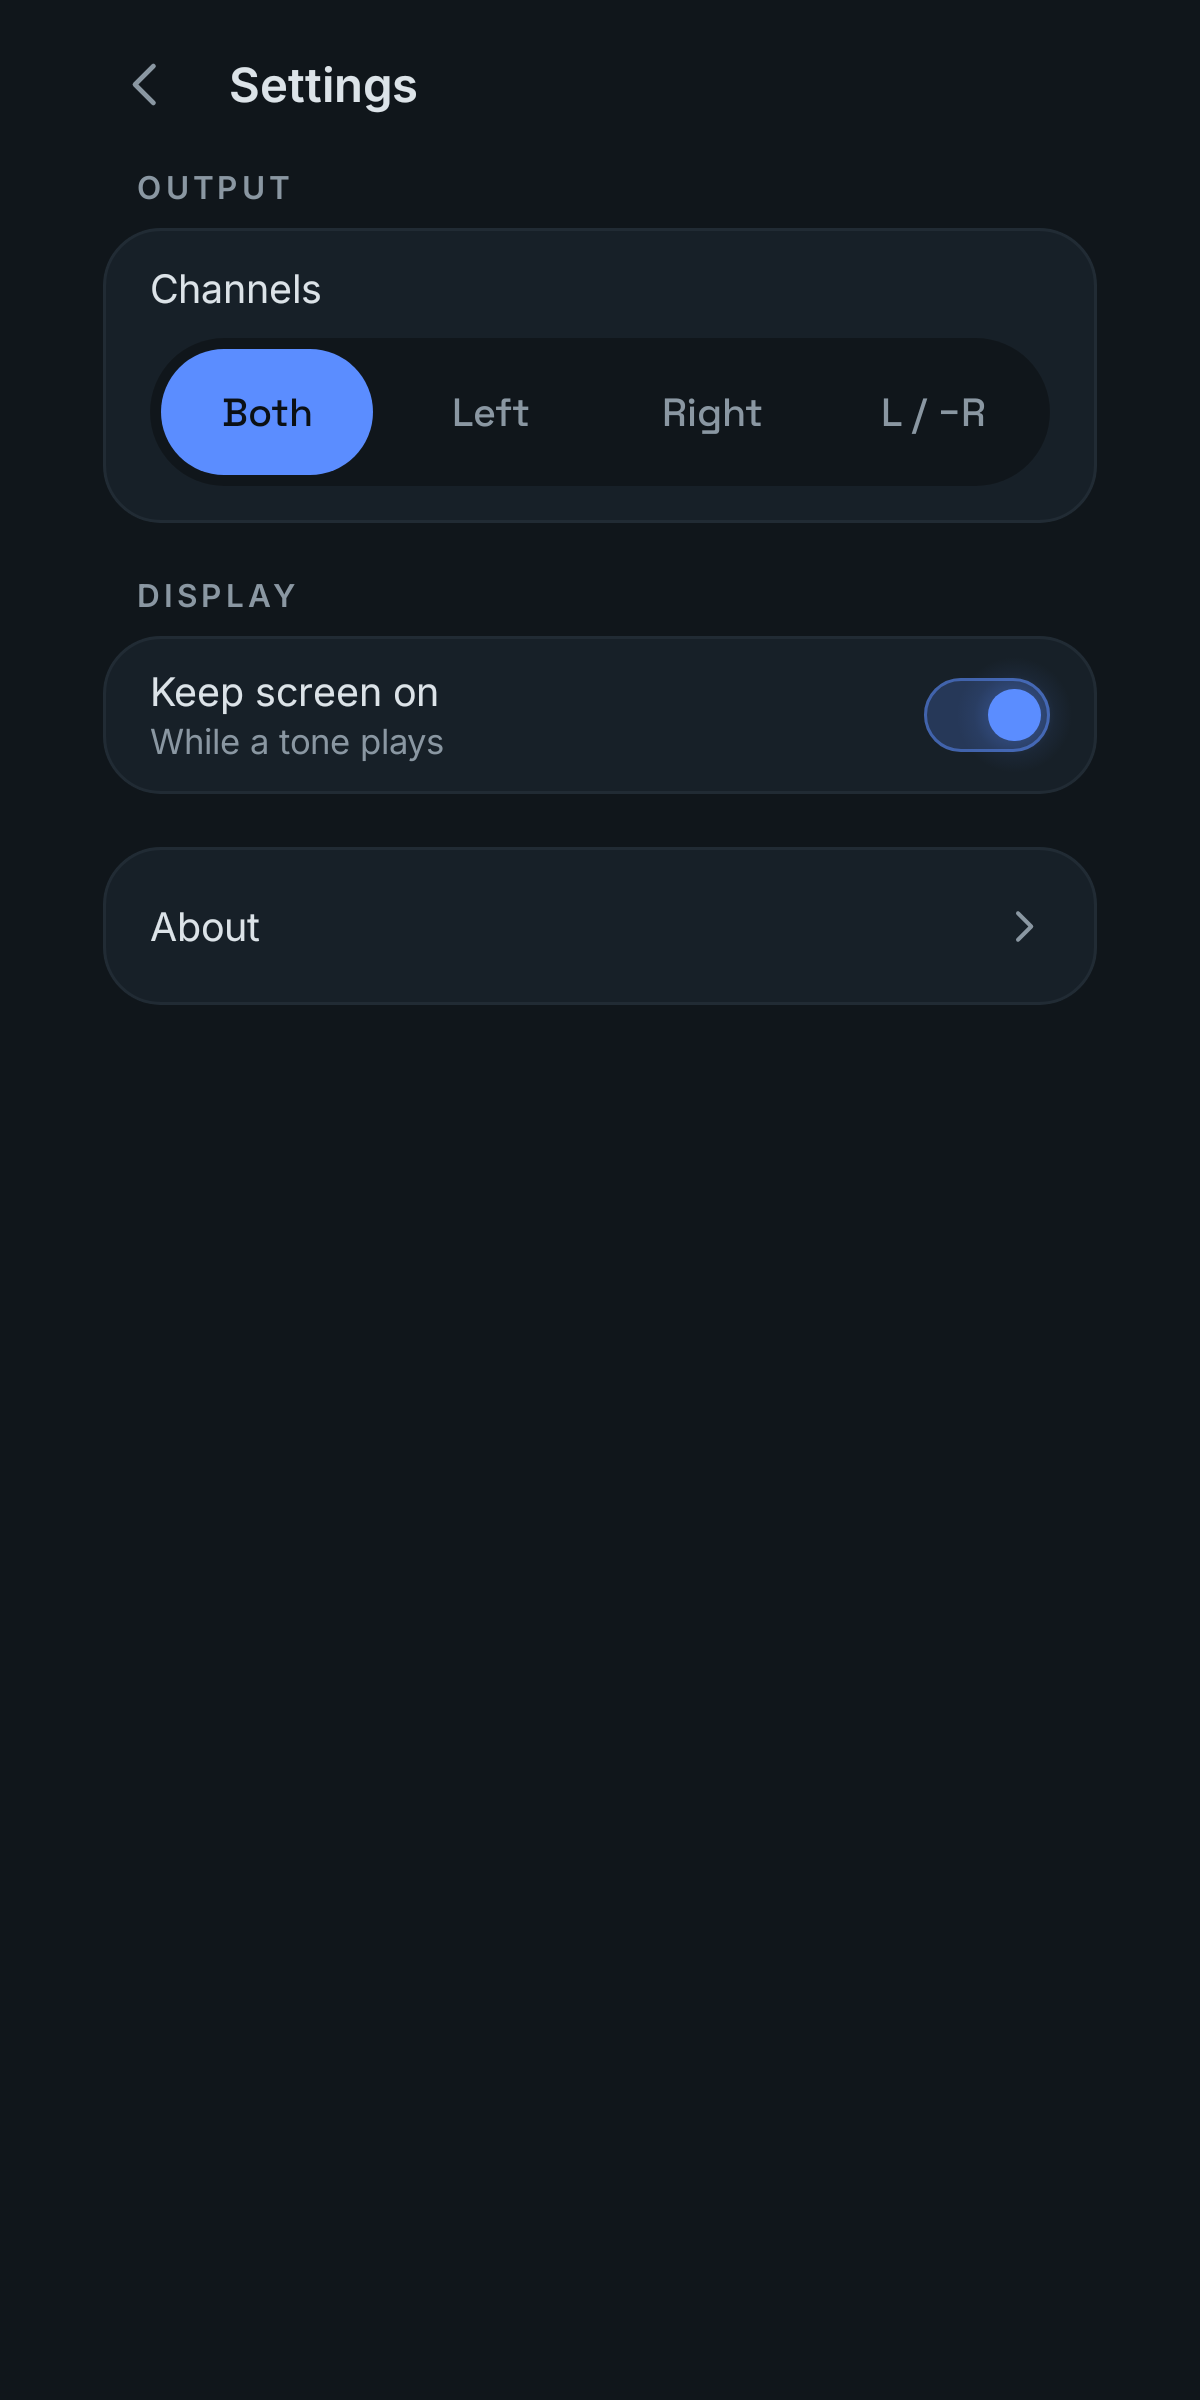 Settings
OUTPUT
Channels
Both Left Right L / −R
DISPLAY
Keep screen on
While a tone plays
About